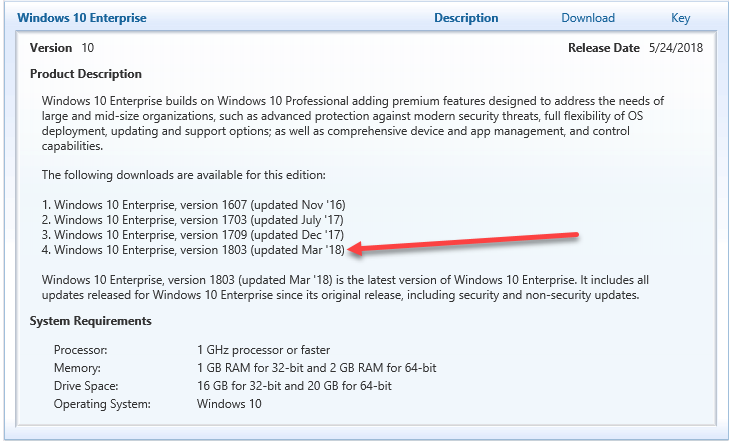 Windows 10 Enterprise Description Download Key
Version 10 Release Date 5/24/2018
Product Description
Windows 10 Enterprise builds on Windows 10 Professional adding premium features designed to address the needs of
large and mid-size organizations, such as advanced protection against modern security threats, full flexibility of OS
deployment, updating and support options; as well as comprehensive device and app management, and control
capabilities.
The following downloads are available for this edition:
1. Windows 10 Enterprise, version 1607 (updated Nov '16)
2. Windows 10 Enterprise, version 1703 (updated July '17)
3. Windows 10 Enterprise, version 1709 (updated Dec '17)
4. Windows 10 Enterprise, version 1803 (updated Mar '18)
Windows 10 Enterprise, version 1803 (updated Mar '18) is the latest version of Windows 10 Enterprise. It includes all
updates released for Windows 10 Enterprise since its original release, including security and non-security updates.
System Requirements
Processor: 1 GHz processor or faster
Memory: 1 GB RAM for 32-bit and 2 GB RAM for 64-bit
Drive Space: 16 GB for 32-bit and 20 GB for 64-bit
Operating System: Windows 10